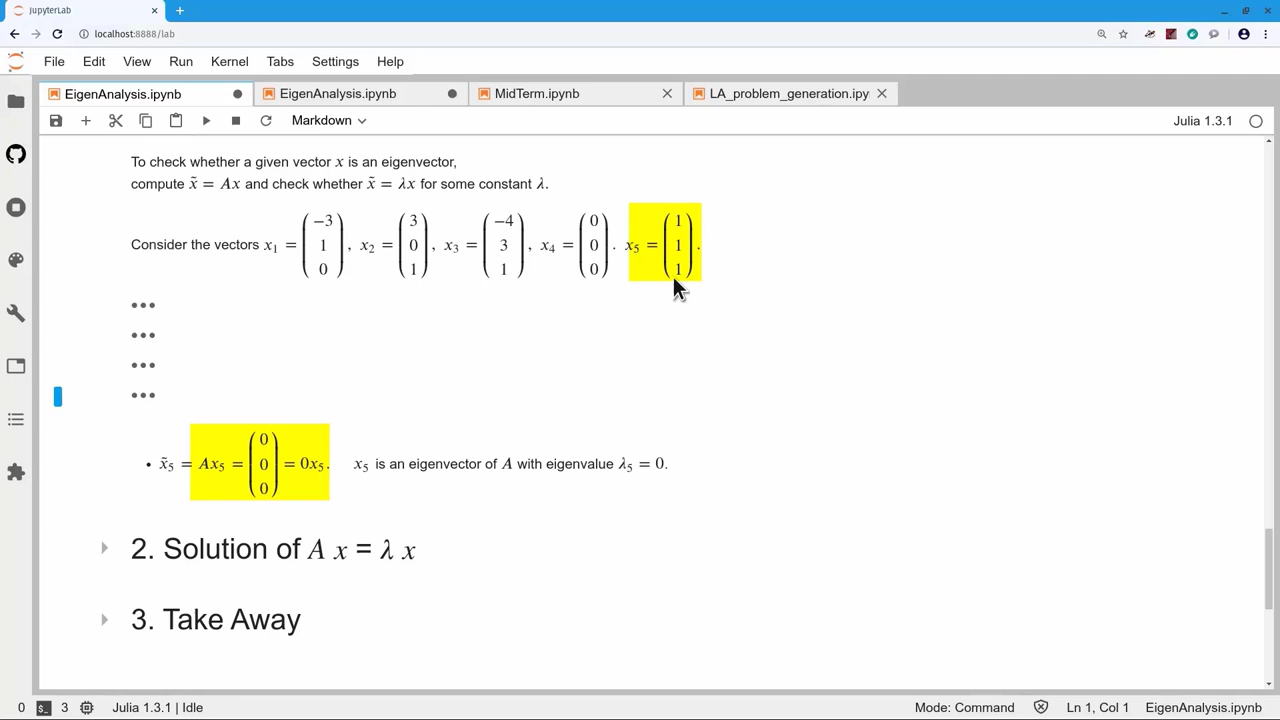 JupyterLab
localhost:8888/lab
File Edit View Run Kernel Tabs Settings Help
EigenAnalysis.ipynb EigenAnalysis.ipynb MidTerm.ipynb LA_problem_generation.ipy
Markdown Julia 1.3.1
To check whether a given vector x is an eigenvector,
compute x̃ = Ax and check whether x̃ = λx for some constant λ.
Consider the vectors x₁ = (−3 1 0), x₂ = (3 0 1), x₃ = (−4 3 1), x₄ = (0 0 0). x₅ = (1 1 1).
•••
•••
•••
•••
• x̃₅ = Ax₅ = (0 0 0) = 0x₅. x₅ is an eigenvector of A with eigenvalue λ₅ = 0.
2. Solution of A x = λ x
3. Take Away
0 $_ 3 Julia 1.3.1 | Idle Mode: Command Ln 1, Col 1 EigenAnalysis.ipynb